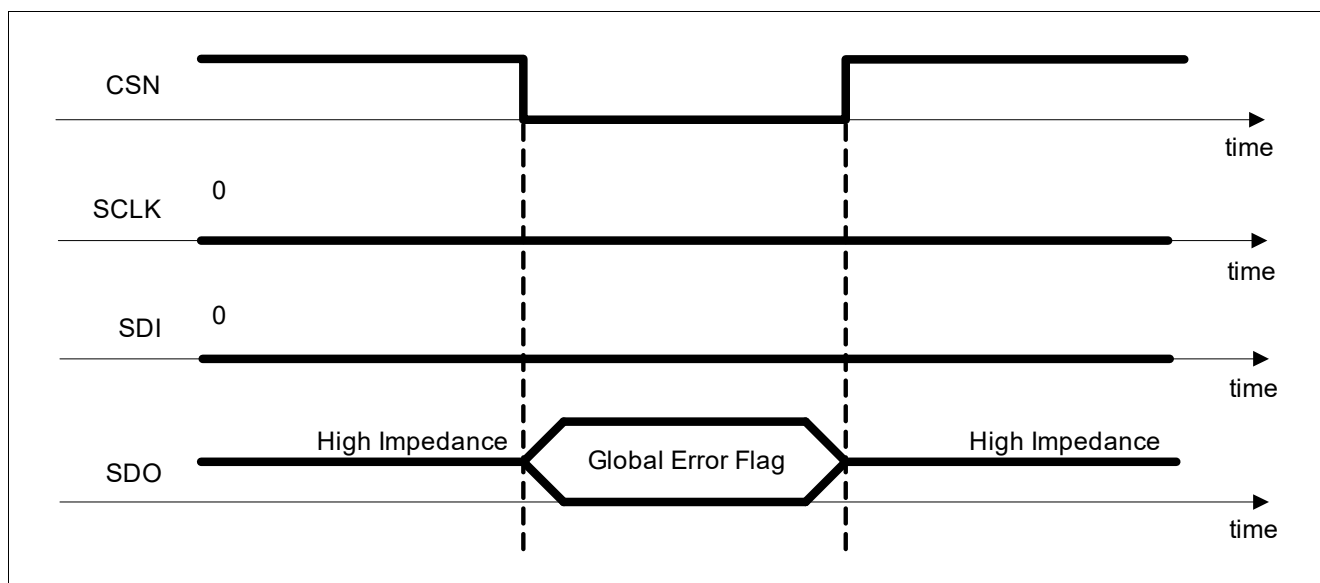 CSN
time
0
SCLK
time
0
SDI
time
High Impedance
Global Error Flag
High Impedance
SDO
time